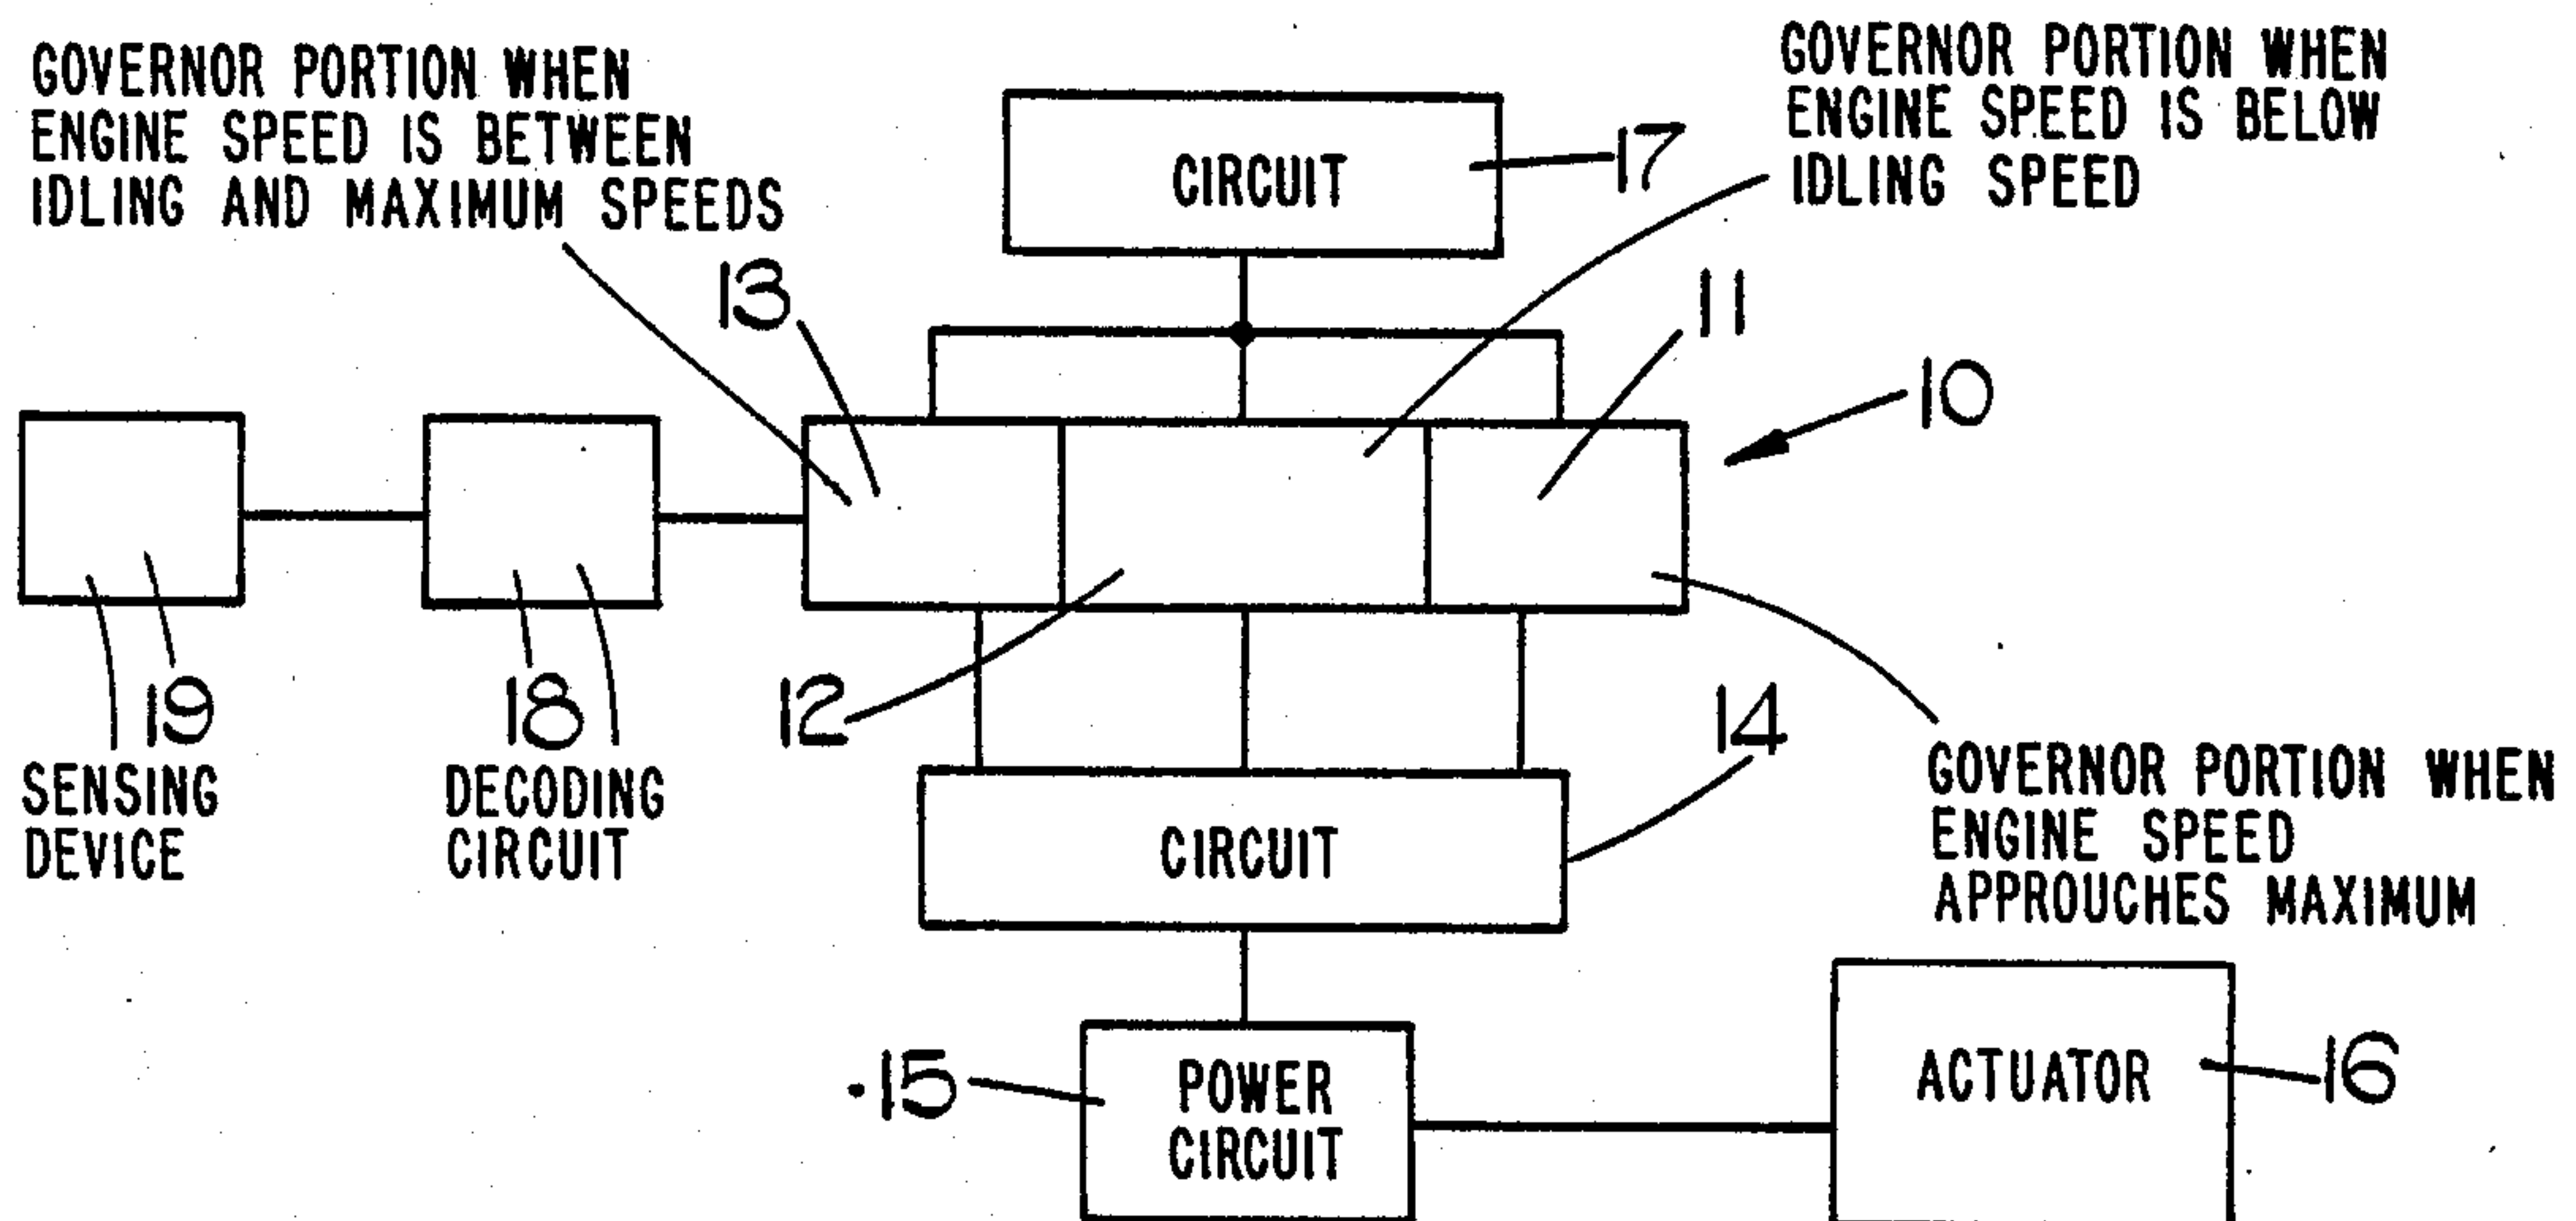 GOVERNOR PORTION WHEN
ENGINE SPEED IS BETWEEN
IDLING AND MAXIMUM SPEEDS
GOVERNOR PORTION WHEN
ENGINE SPEED IS BELOW
IDLING SPEED
CIRCUIT
17
13
11
10
19
18
12
14
SENSING
DEVICE
DECODING
CIRCUIT
CIRCUIT
GOVERNOR PORTION WHEN
ENGINE SPEED
APPROUCHES MAXIMUM
15
POWER
CIRCUIT
ACTUATOR
16